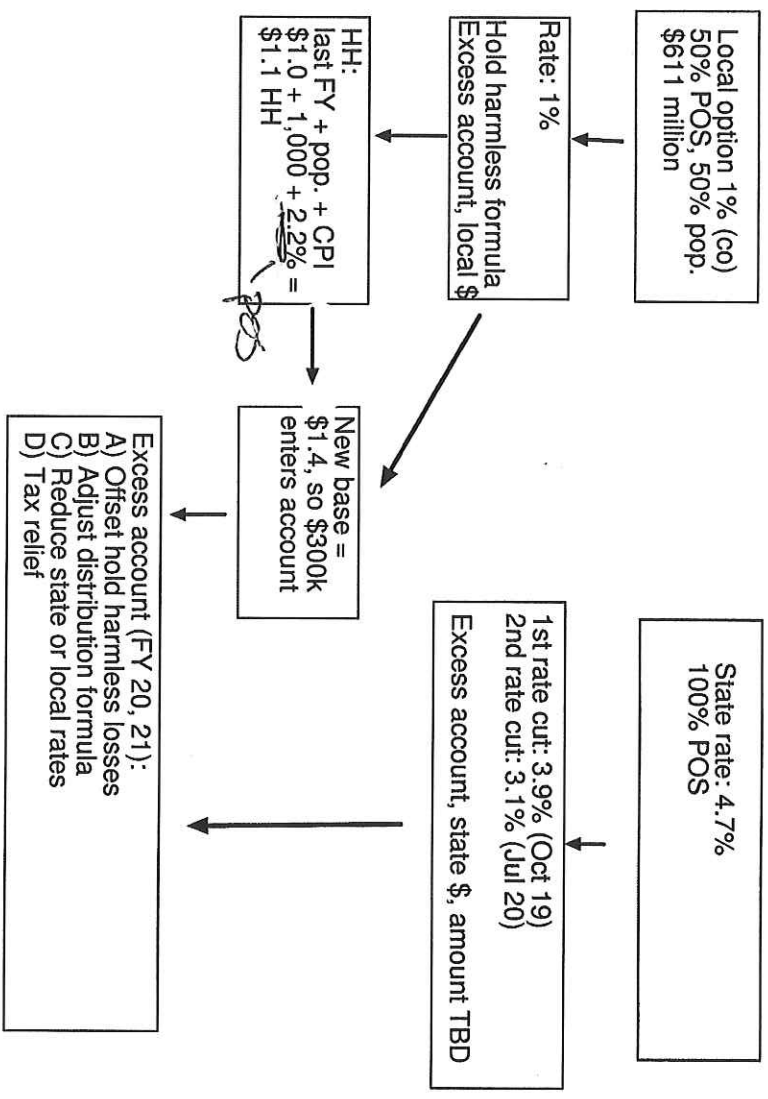 Local option 1% (co)
50% POS, 50% pop.
$611 million
Rate: 1%
Hold harmless formula
Excess account, local $
HH:
last FY + pop. + CPI
$1.0 + 1,000 + 2.2% =
$1.1 HH
New base =
$1.4, so $300k
enters account
State rate: 4.7%
100% POS
1st rate cut: 3.9% (Oct 19)
2nd rate cut: 3.1% (Jul 20)
Excess account, state $, amount TBD
Excess account (FY 20, 21):
A) Offset hold harmless losses
B) Adjust distribution formula
C) Reduce state or local rates
D) Tax relief